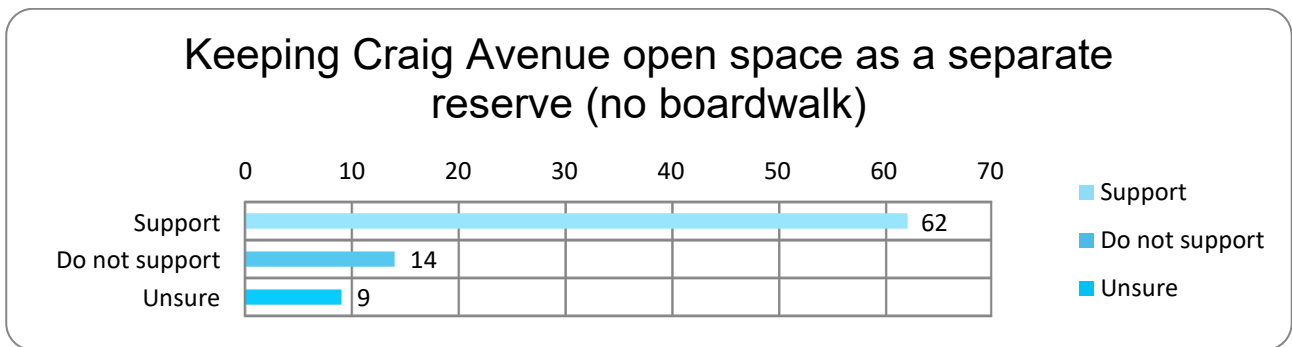 Keeping Craig Avenue open space as a separate
reserve (no boardwalk)
0 10 20 30 40 50 60 70
Support 62
Do not support 14
Unsure 9
Support
Do not support
Unsure